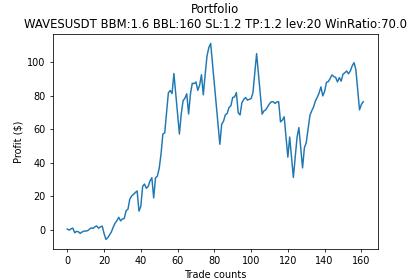 Portfolio
WAVESUSDT BBM:1.6 BBL:160 SL:1.2 TP:1.2 lev:20 WinRatio:70.0
100
80
60
40
20
0
Profit ($)
0 20 40 60 80 100 120 140 160
Trade counts